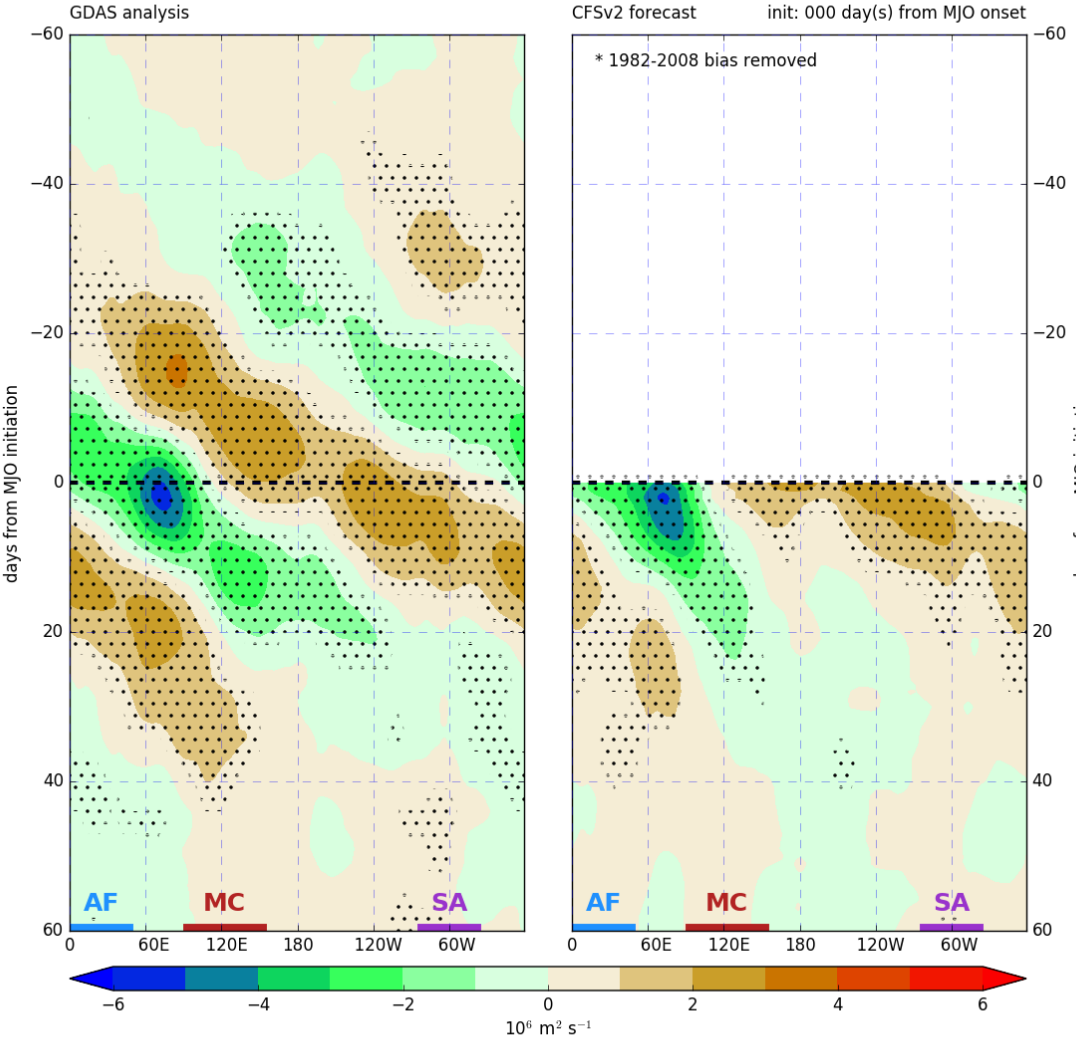 GDAS analysis
CFSv2 forecast init: 000 day(s) from MJO onset
* 1982-2008 bias removed
−60
−40
−20
0
20
40
60
days from MJO initiation
AF MC SA
0 60E 120E 180 120W 60W
−60
−40
−20
0
20
40
60
AF MC SA
0 60E 120E 180 120W 60W
−6 −4 −2 0 2 4 6
10⁶ m² s⁻¹